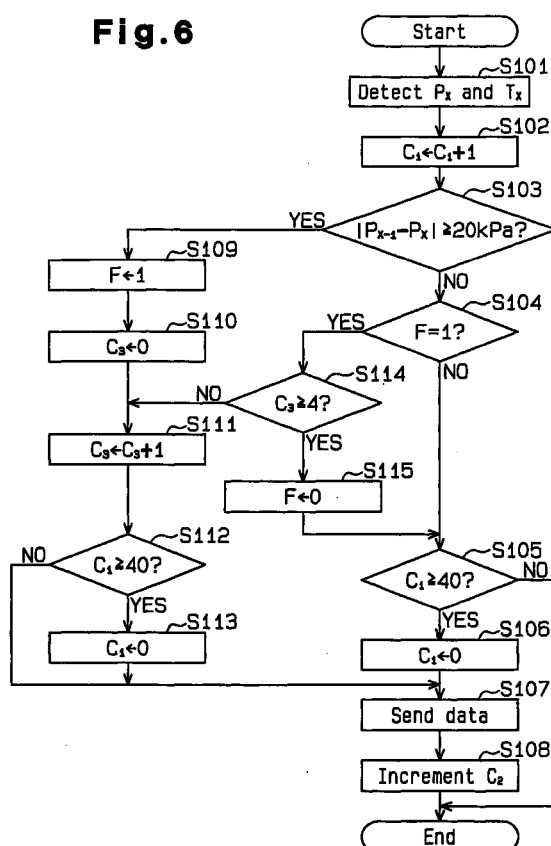 Fig.6
Start
S101
Detect Pₓ and Tₓ
S102
C₁←C₁+1
S103
|Pₓ₋₁-Pₓ| ≧20kPa?
YES
NO
S109
F←1
S104
F=1?
YES
NO
S110
C₃←0
S114
C₃≧4?
NO
YES
S111
C₃←C₃+1
S115
F←0
S112
C₁≧40?
NO
YES
S105
C₁≧40?
NO
YES
S113
C₁←0
S106
C₁←0
S107
Send data
S108
Increment C₂
End